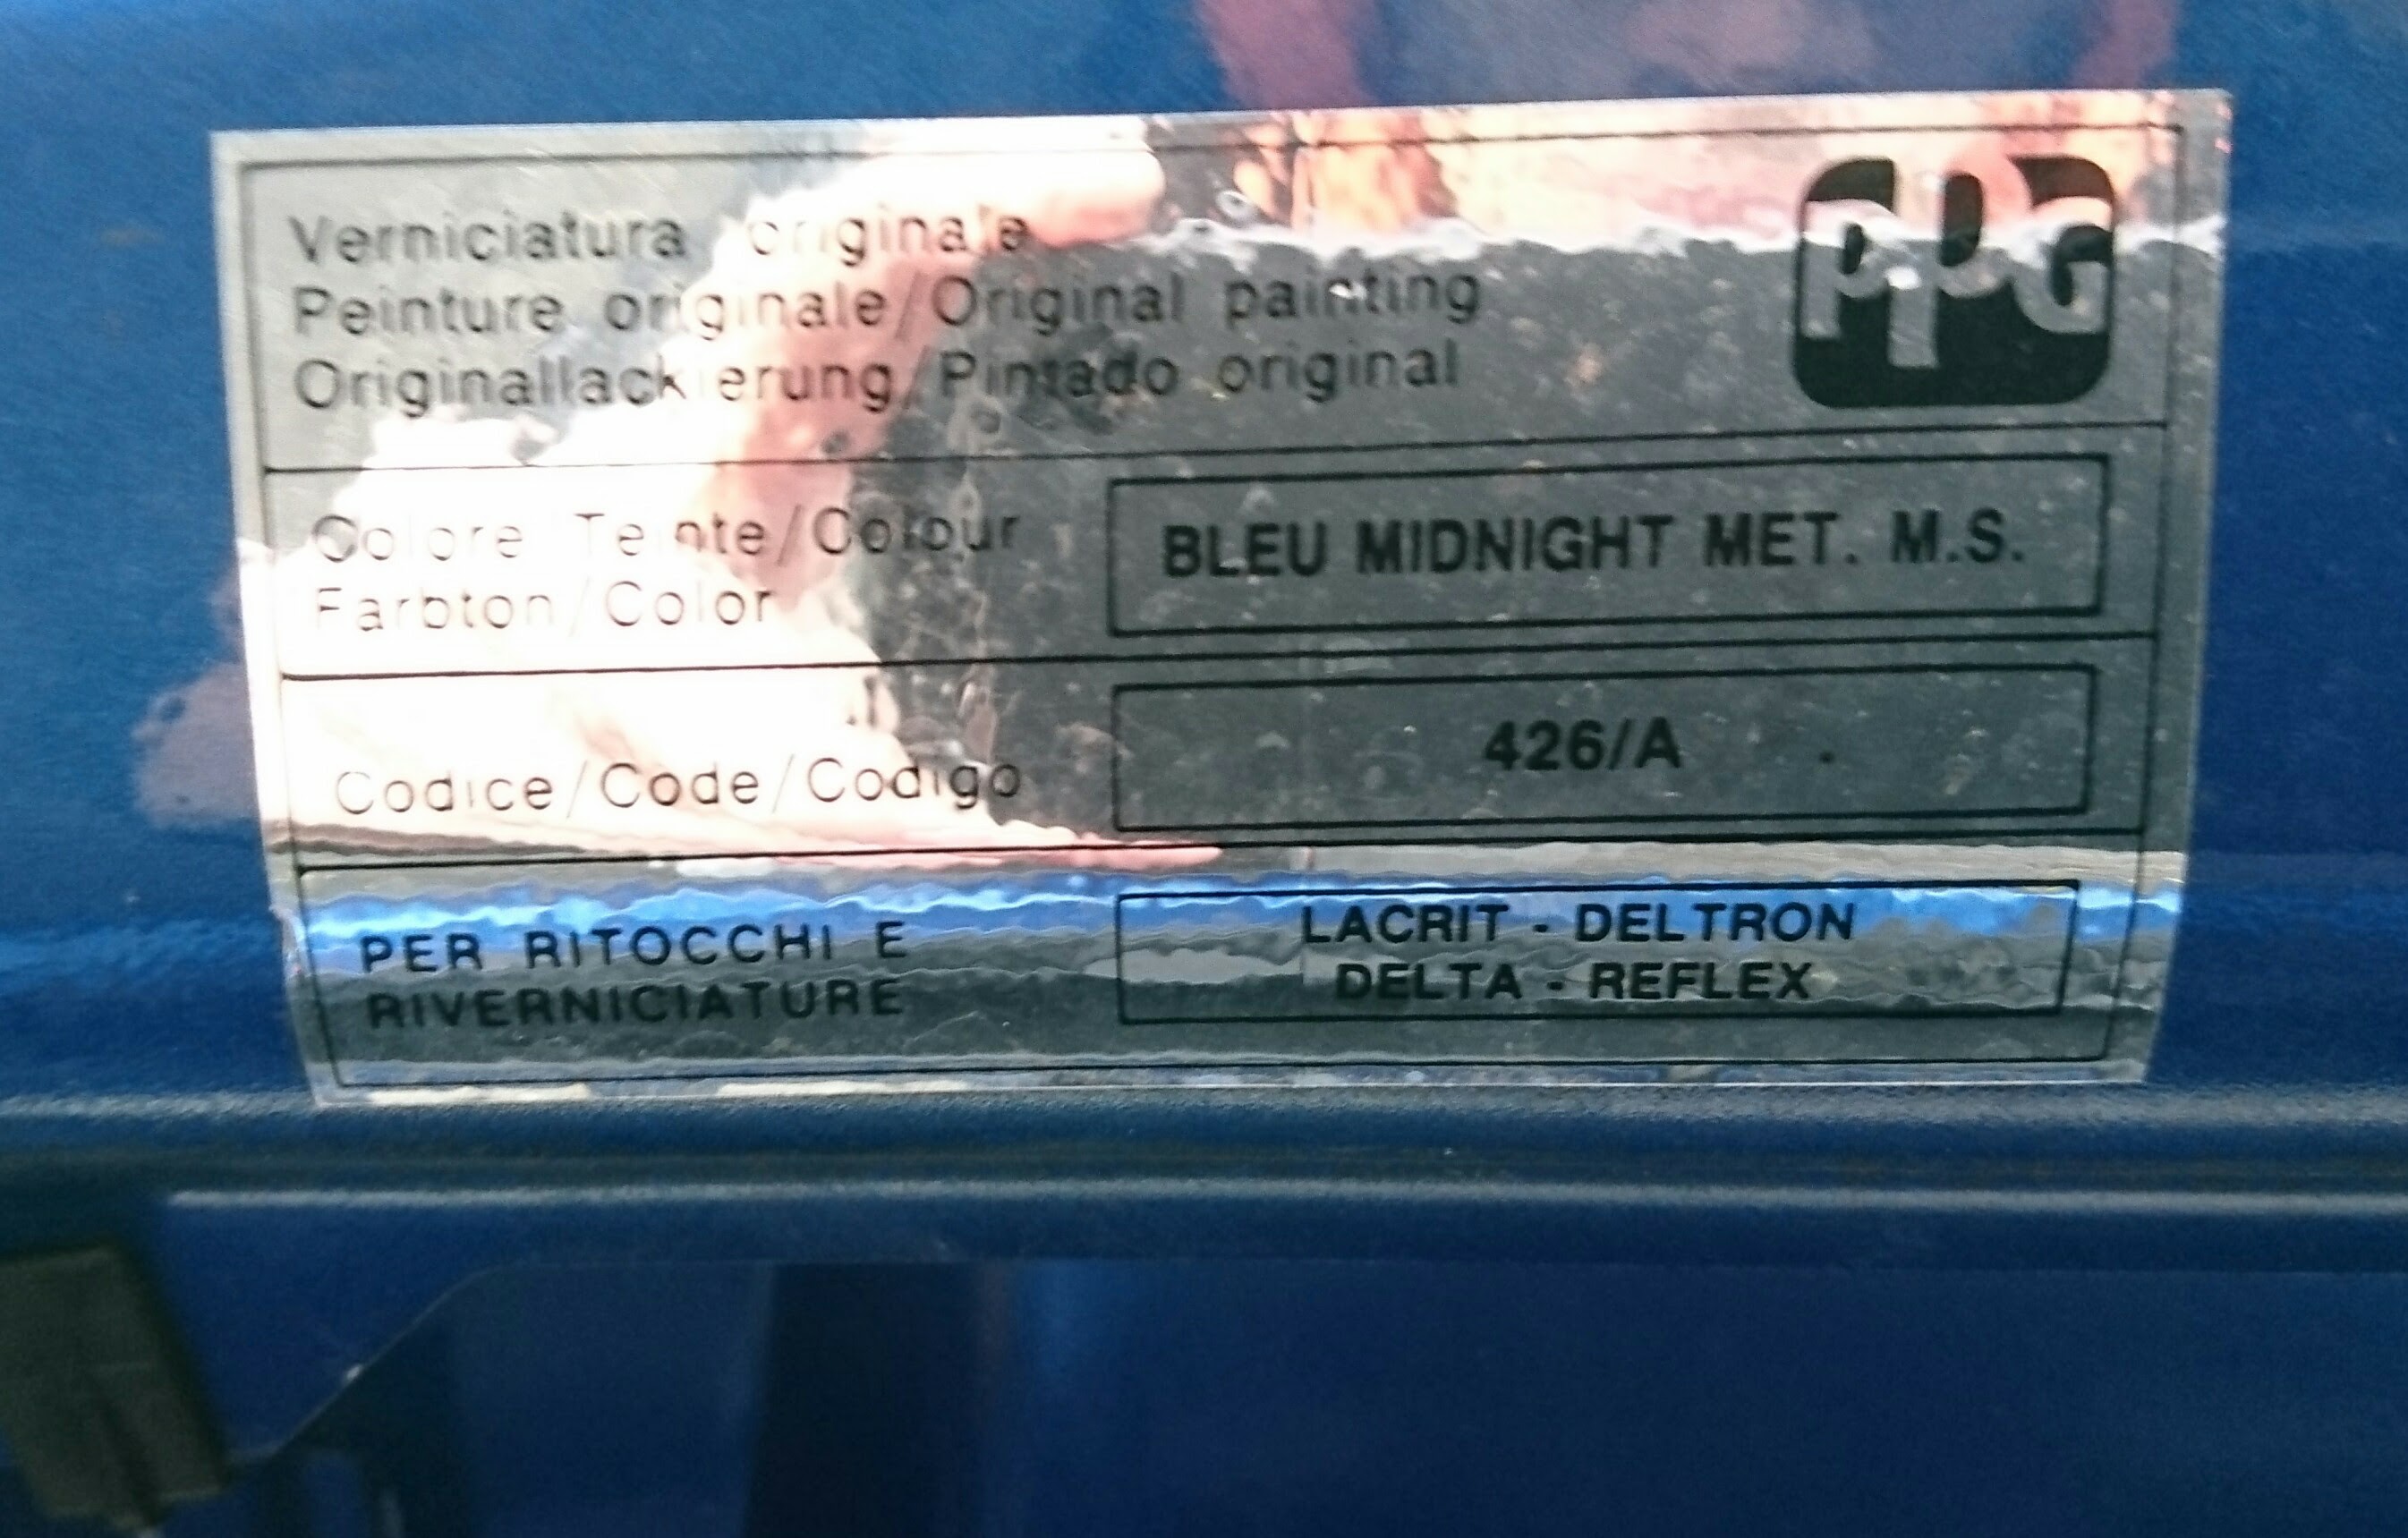 Verniciatura originale
PPG
Peinture originale/Original painting
Originallackierung/Pintado original
Colore/Teinte/Colour
Farbton/Color
BLEU MIDNIGHT MET. M.S.
Codice/Code/Codigo
426/A
PER RITOCCHI E
RIVERNICIATURE
LACRIT - DELTRON
DELTA - REFLEX